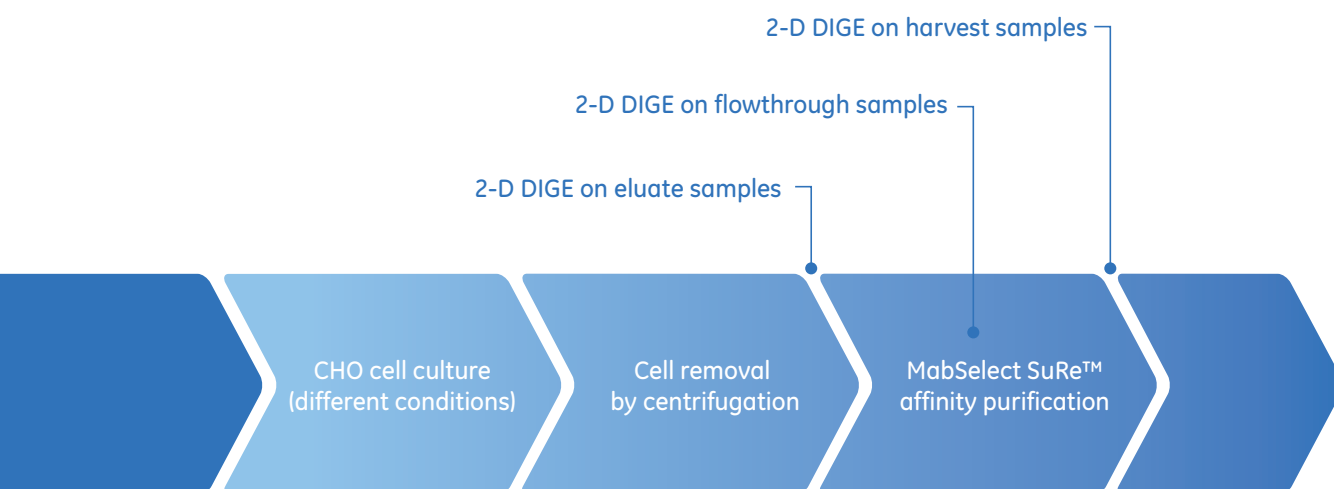 2-D DIGE on harvest samples
2-D DIGE on flowthrough samples
2-D DIGE on eluate samples
CHO cell culture
(different conditions)
Cell removal
by centrifugation
MabSelect SuRe™
affinity purification